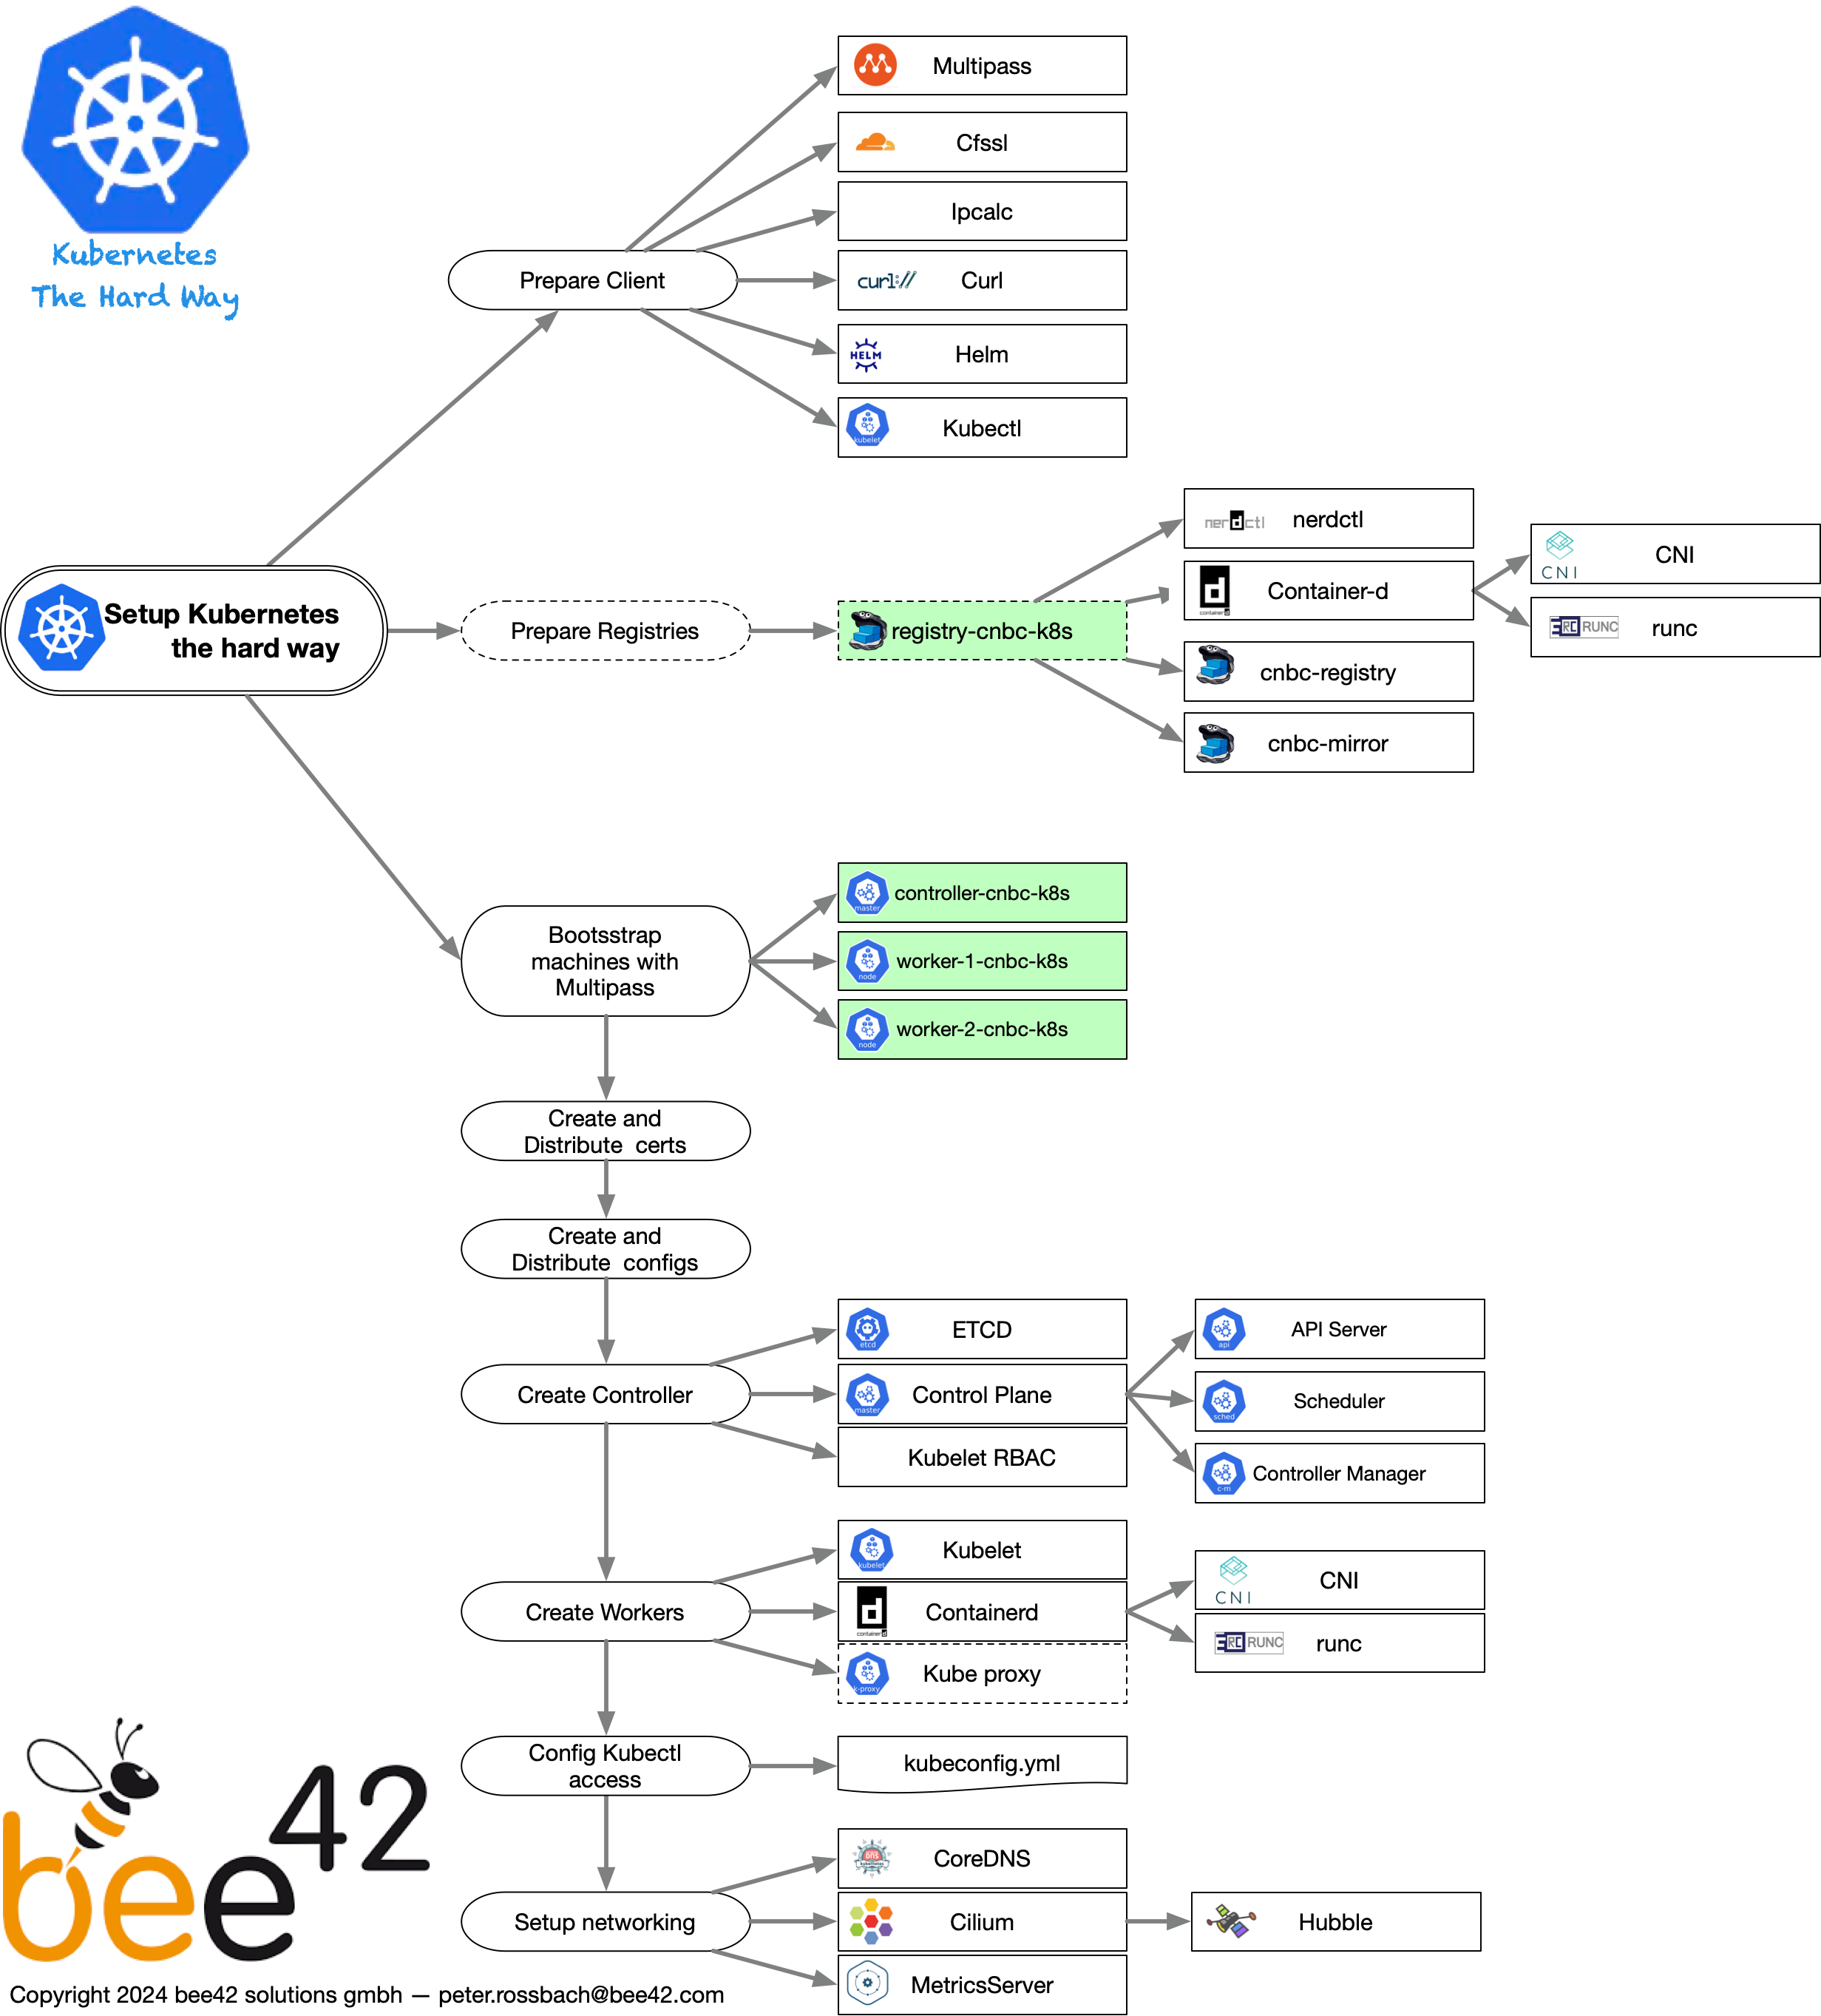 Kubernetes
The Hard Way
Multipass
Cfssl
Ipcalc
Prepare Client
curl://
Curl
HELM
Helm
kubelet
Kubectl
nerdctl
nerdctl
CNI
CNI
Setup Kubernetes
the hard way
Prepare Registries
registry-cnbc-k8s
containerd
Container-d
RUNC
runc
cnbc-registry
cnbc-mirror
Bootsstrap
machines with
Multipass
master
controller-cnbc-k8s
node
worker-1-cnbc-k8s
node
worker-2-cnbc-k8s
Create and
Distribute certs
Create and
Distribute configs
Create Controller
etcd
ETCD
master
Control Plane
Kubelet RBAC
api
API Server
sched
Scheduler
c-m
Controller Manager
Create Workers
kubelet
Kubelet
containerd
Containerd
k-proxy
Kube proxy
CNI
CNI
RUNC
runc
Config Kubectl
access
kubeconfig.yml
Setup networking
DNS
CoreDNS
Cilium
Hubble
MetricsServer
bee42
Copyright 2024 bee42 solutions gmbh — peter.rossbach@bee42.com